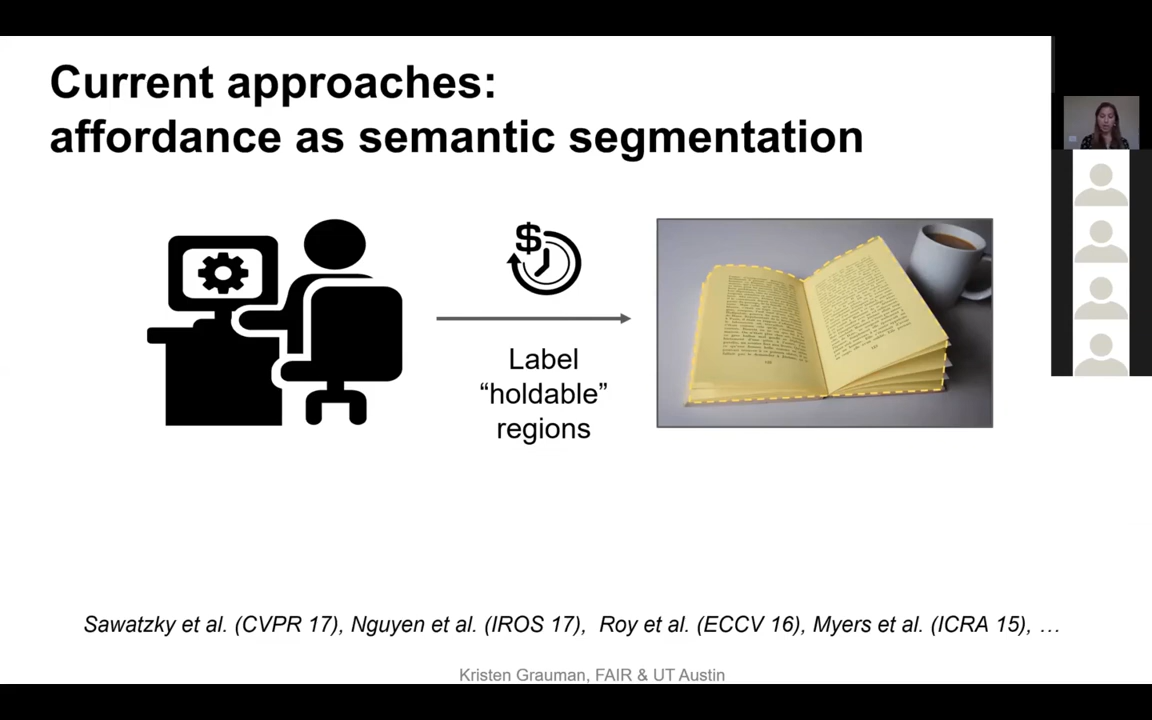 Current approaches:
affordance as semantic segmentation
$
Label
“holdable”
regions
Sawatzky et al. (CVPR 17), Nguyen et al. (IROS 17),  Roy et al. (ECCV 16), Myers et al. (ICRA 15), …
Kristen Grauman, FAIR & UT Austin